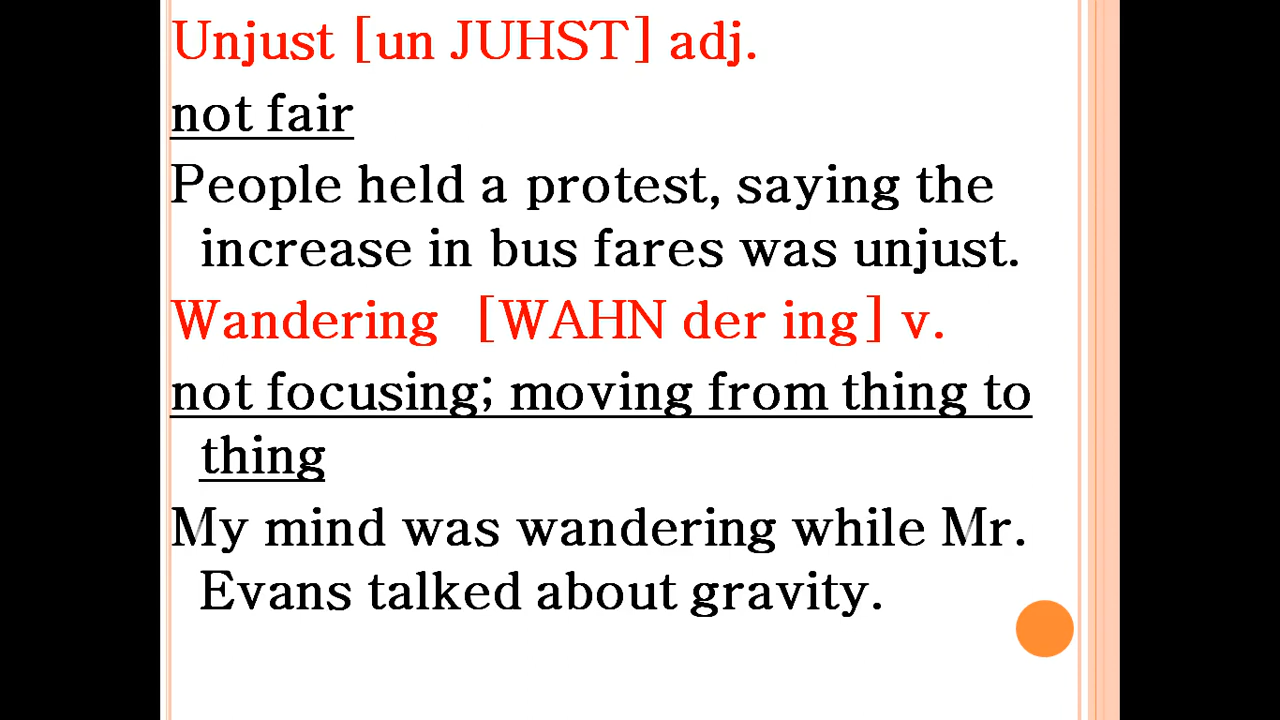 Unjust [un JUHST] adj.
not fair
People held a protest, saying the
increase in bus fares was unjust.
Wandering [WAHN der ing] v.
not focusing; moving from thing to
thing
My mind was wandering while Mr.
Evans talked about gravity.